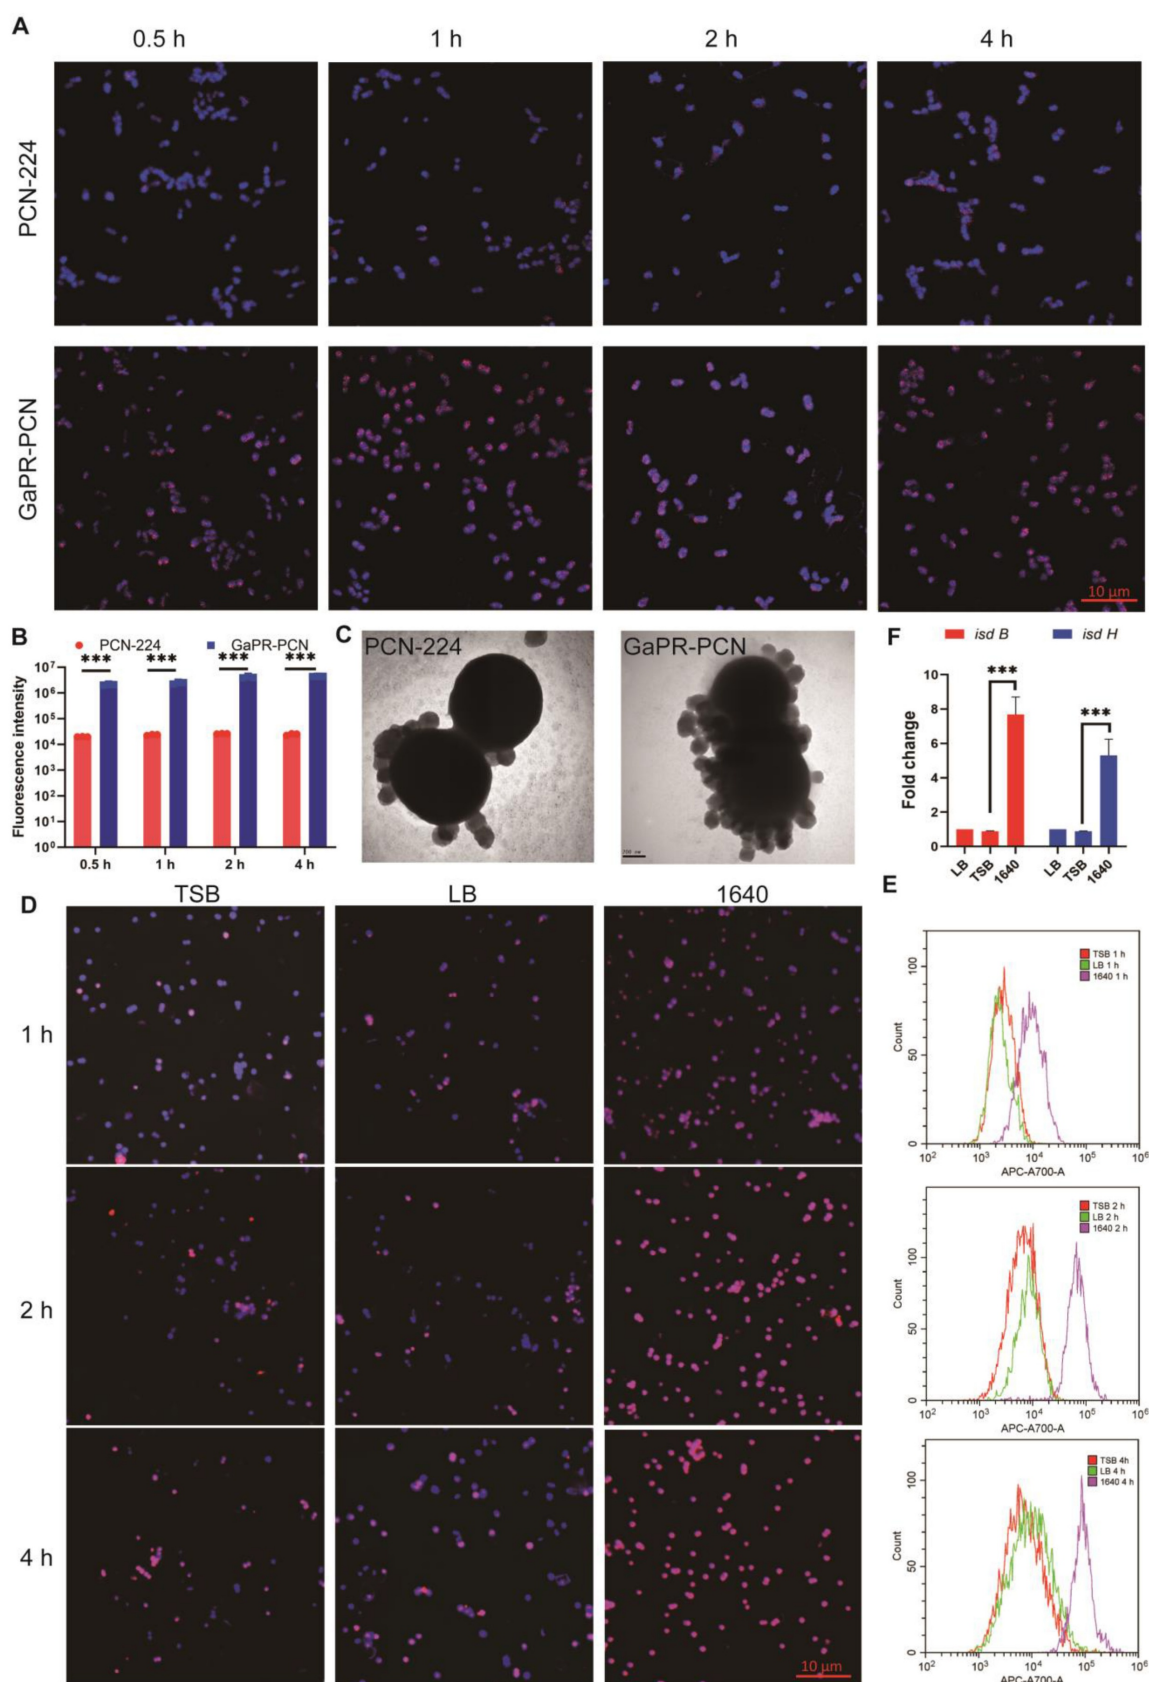 A
0.5 h
1 h
2 h
4 h
PCN-224
GaPR-PCN
10 µm
B
PCN-224
GaPR-PCN
***
***
***
***
Fluorescence intensity
10⁷
10⁶
10⁵
10⁴
10³
10²
10¹
10⁰
0.5 h
1 h
2 h
4 h
C
PCN-224
GaPR-PCN
F
isd B
isd H
***
***
Fold change
10
8
6
4
2
0
LB
TSB
1640
LB
TSB
1640
D
TSB
LB
1640
1 h
2 h
4 h
10 µm
E
TSB 1 h
LB 1 h
1640 1 h
Count
100
50
0
10²
10³
10⁴
10⁵
10⁶
APC-A700-A
TSB 2 h
LB 2 h
1640 2 h
Count
100
50
0
10²
10³
10⁴
10⁵
10⁶
APC-A700-A
TSB 4h
LB 4 h
1640 4 h
Count
100
50
0
10²
10³
10⁴
10⁵
10⁶
APC-A700-A